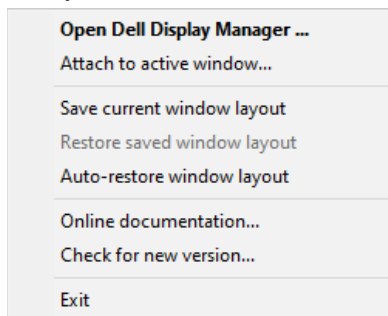 Open Dell Display Manager ...
Attach to active window...
Save current window layout
Restore saved window layout
Auto-restore window layout
Online documentation...
Check for new version...
Exit